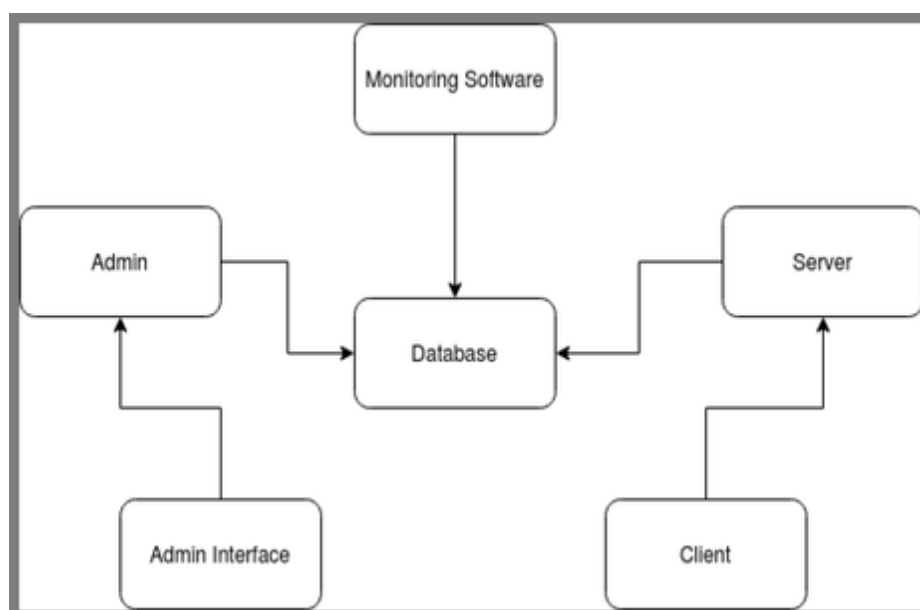 Monitoring Software
Admin
Server
Database
Admin Interface
Client